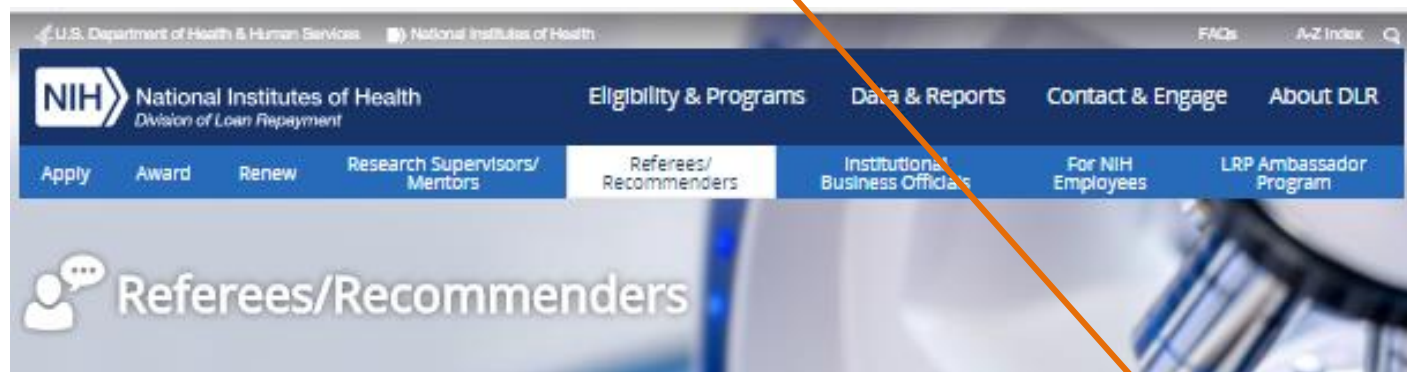 U.S. Department of Health & Human Services National Institutes of Health FAQs A-Z Index
NIH National Institutes of Health
Division of Loan Repayment
Eligibility & Programs Data & Reports Contact & Engage About DLR
Apply Award Renew
Research Supervisors/
Mentors
Referees/
Recommenders
Institutional
Business Officials
For NIH
Employees
LRP Ambassador
Program
Referees/Recommenders